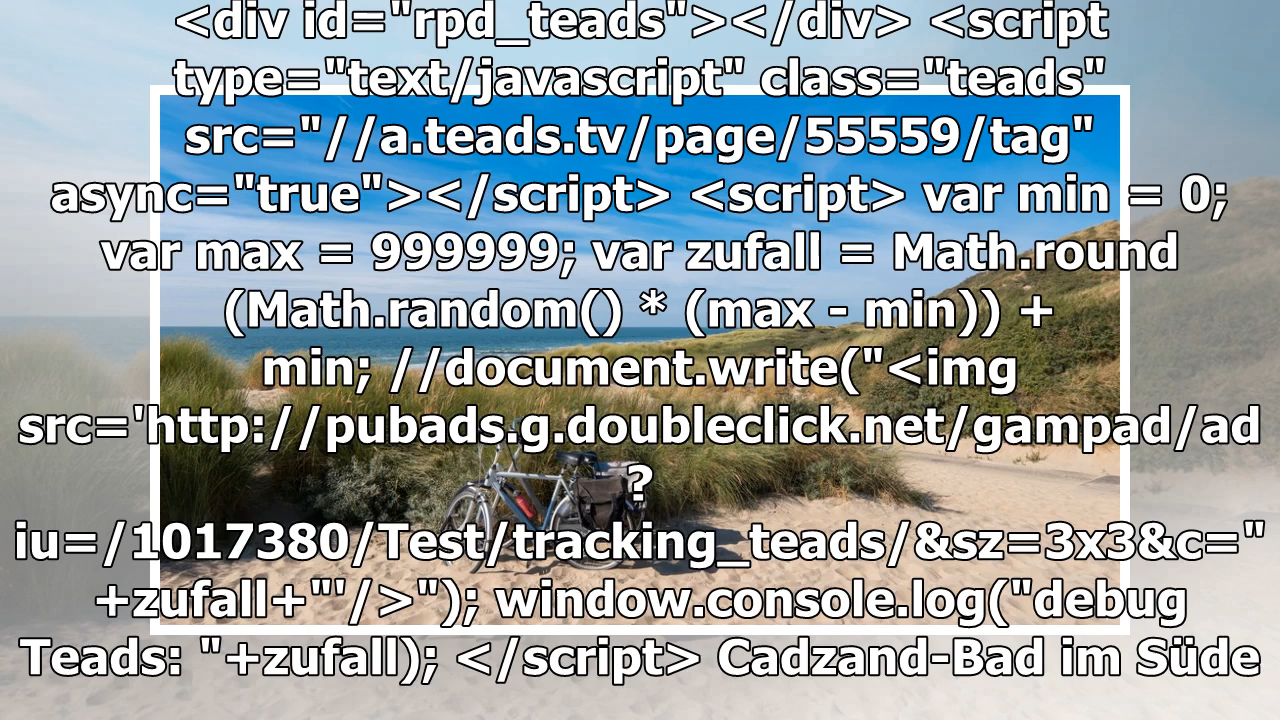 <div id="rpd_teads"></div> <script
type="text/javascript" class="teads"
src="//a.teads.tv/page/55559/tag"
async="true"></script> <script> var min = 0;
var max = 999999; var zufall = Math.round
(Math.random() * (max - min)) +
min; //document.write("<img
src='http://pubads.g.doubleclick.net/gampad/ad
?
iu=/1017380/Test/tracking_teads/&sz=3x3&c="
+zufall+"'/>"); window.console.log("debug
Teads: "+zufall); </script> Cadzand-Bad im Süde